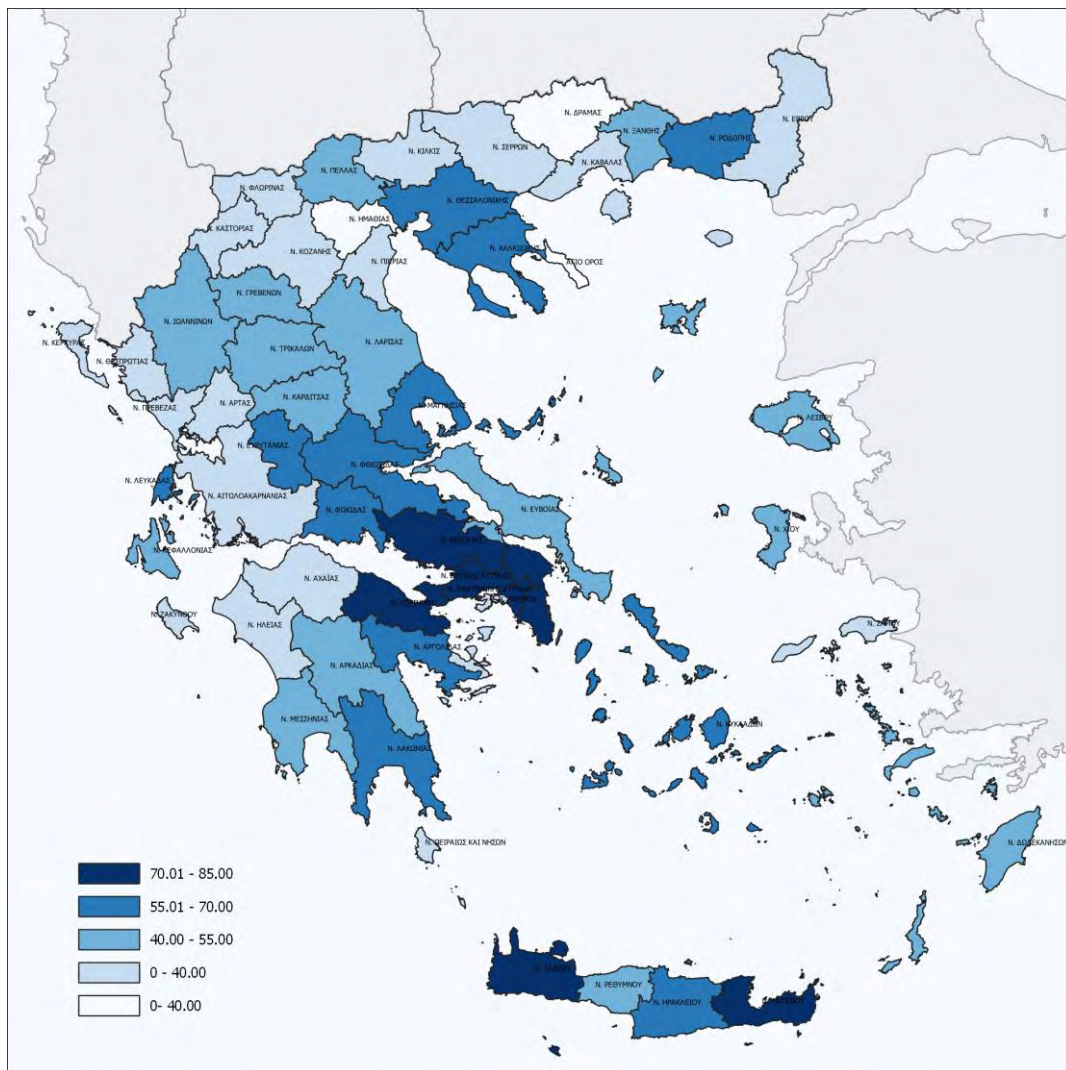 Ν. ΔΡΑΜΑΣ
Ν. ΕΒΡΟΥ
Ν. ΞΑΝΘΗΣ
Ν. ΡΟΔΟΠΗΣ
Ν. ΣΕΡΡΩΝ
Ν. ΚΙΛΚΙΣ
Ν. ΚΑΒΑΛΑΣ
Ν. ΠΕΛΛΑΣ
Ν. ΦΛΩΡΙΝΑΣ
Ν. ΘΕΣΣΑΛΟΝΙΚΗΣ
Ν. ΗΜΑΘΙΑΣ
Ν. ΚΑΣΤΟΡΙΑΣ
Ν. ΧΑΛΚΙΔΙΚΗΣ
Ν. ΚΟΖΑΝΗΣ
Ν. ΠΙΕΡΙΑΣ
ΑΓΙΟ ΟΡΟΣ
Ν. ΓΡΕΒΕΝΩΝ
Ν. ΙΩΑΝΝΙΝΩΝ
Ν. ΚΕΡΚΥΡΑΣ
Ν. ΤΡΙΚΑΛΩΝ
Ν. ΛΑΡΙΣΑΣ
Ν. ΘΕΣΠΡΩΤΙΑΣ
Ν. ΚΑΡΔΙΤΣΑΣ
Ν. ΑΡΤΑΣ
Ν. ΠΡΕΒΕΖΑΣ
Ν. ΜΑΓΝΗΣΙΑΣ
Ν. ΛΕΣΒΟΥ
Ν. ΕΥΡΥΤΑΝΙΑΣ
Ν. ΦΘΙΩΤΙΔΑΣ
Ν. ΛΕΥΚΑΔΑΣ
Ν. ΑΙΤΩΛΟΑΚΑΡΝΑΝΙΑΣ
Ν. ΦΩΚΙΔΑΣ
Ν. ΕΥΒΟΙΑΣ
Ν. ΧΙΟΥ
Ν. ΚΕΦΑΛΛΟΝΙΑΣ
Ν. ΑΧΑΪΑΣ
Ν. ΖΑΚΥΝΘΟΥ
Ν. ΗΛΕΙΑΣ
Ν. ΣΑΜΟΥ
Ν. ΑΡΓΟΛΙΔΑΣ
Ν. ΑΡΚΑΔΙΑΣ
Ν. ΜΕΣΣΗΝΙΑΣ
Ν. ΚΥΚΛΑΔΩΝ
Ν. ΛΑΚΩΝΙΑΣ
Ν. ΠΕΙΡΑΙΩΣ ΚΑΙ ΝΗΣΩΝ
Ν. ΔΩΔΕΚΑΝΗΣΩΝ
70.01 - 85.00
55.01 - 70.00
40.00 - 55.00
0 - 40.00
0- 40.00
Ν. ΡΕΘΥΜΝΟΥ
Ν. ΗΡΑΚΛΕΙΟΥ